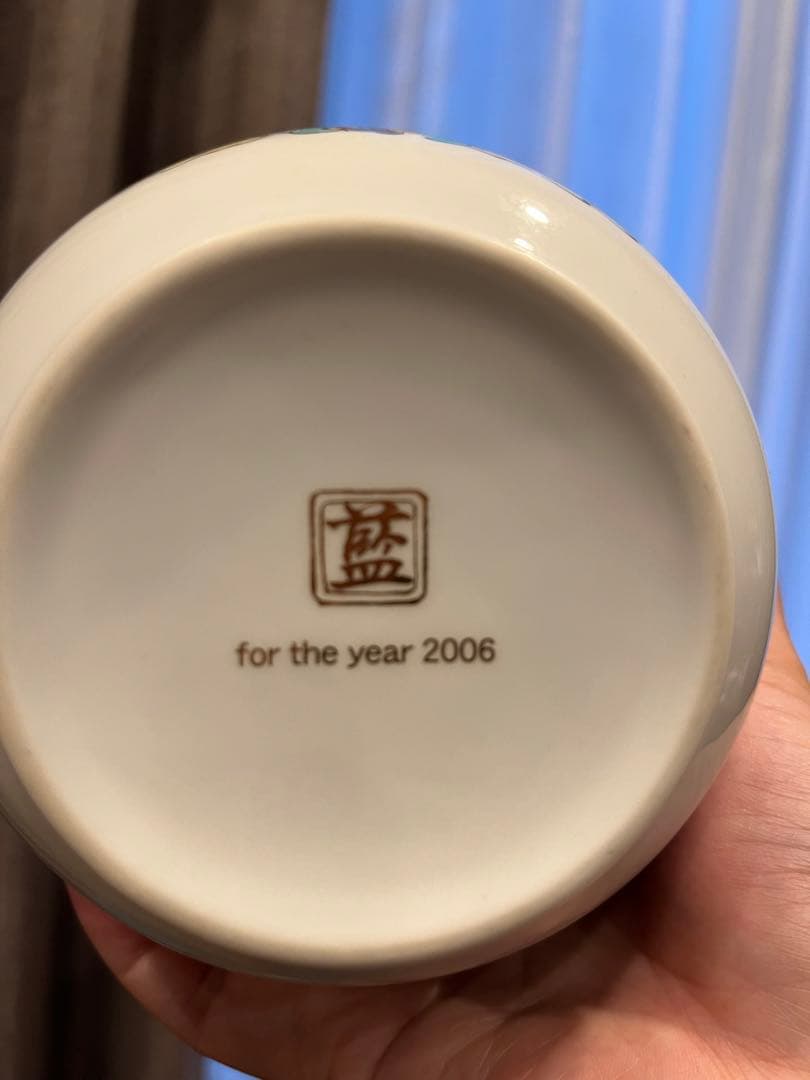 藍
for the year 2006